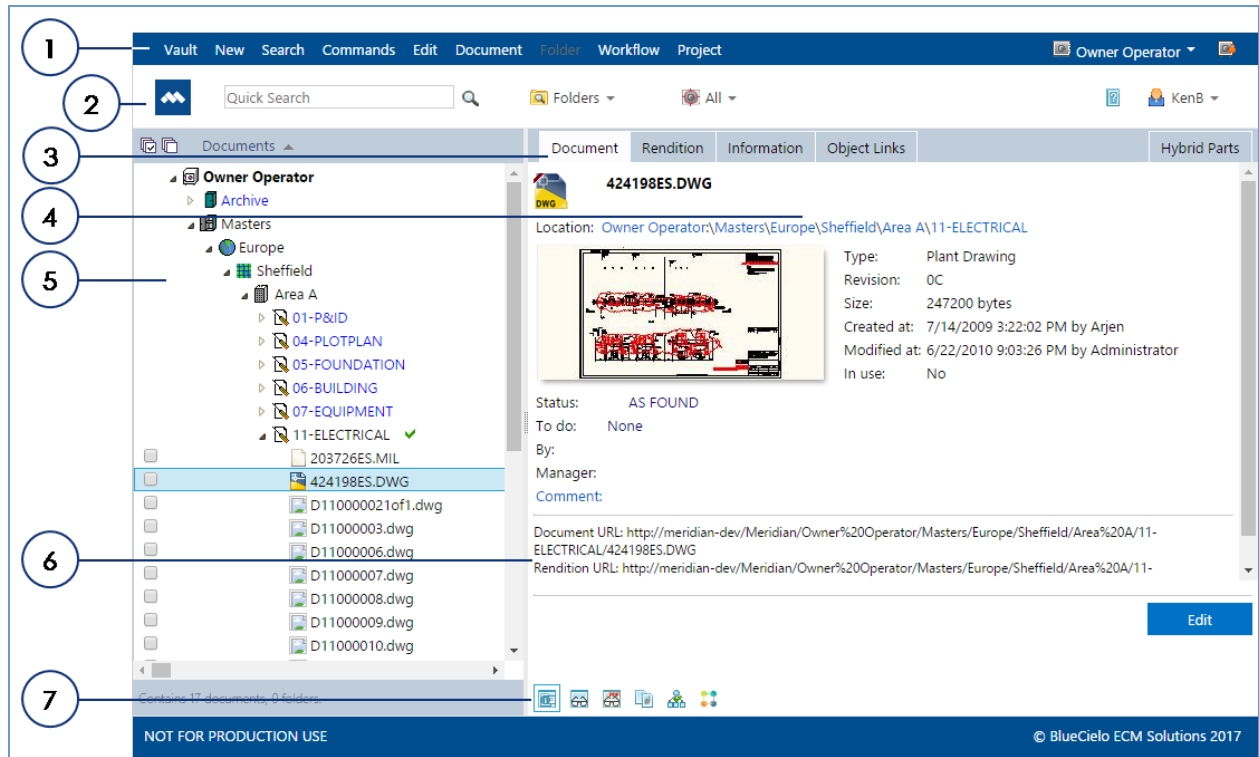 1
Vault New Search Commands Edit Document Folder Workflow Project Owner Operator
2
Quick Search Folders All KenB
3
Documents
Document Rendition Information Object Links Hybrid Parts
4
5
Owner Operator
Archive
Masters
Europe
Sheffield
Area A
01-P&ID
04-PLOTPLAN
05-FOUNDATION
06-BUILDING
07-EQUIPMENT
11-ELECTRICAL
203726ES.MIL
424198ES.DWG
D110000021of1.dwg
D11000003.dwg
D11000006.dwg
D11000007.dwg
D11000008.dwg
D11000009.dwg
D11000010.dwg
Contains 17 documents, 0 folders.
DWG
424198ES.DWG
Location: Owner Operator:\Masters\Europe\Sheffield\Area A\11-ELECTRICAL
Type: Plant Drawing
Revision: 0C
Size: 247200 bytes
Created at: 7/14/2009 3:22:02 PM by Arjen
Modified at: 6/22/2010 9:03:26 PM by Administrator
In use: No
Status: AS FOUND
To do: None
By:
Manager:
Comment:
6
Document URL: http://meridian-dev/Meridian/Owner%20Operator/Masters/Europe/Sheffield/Area%20A/11-
ELECTRICAL/424198ES.DWG
Rendition URL: http://meridian-dev/Meridian/Owner%20Operator/Masters/Europe/Sheffield/Area%20A/11-
Edit
7
NOT FOR PRODUCTION USE © BlueCielo ECM Solutions 2017